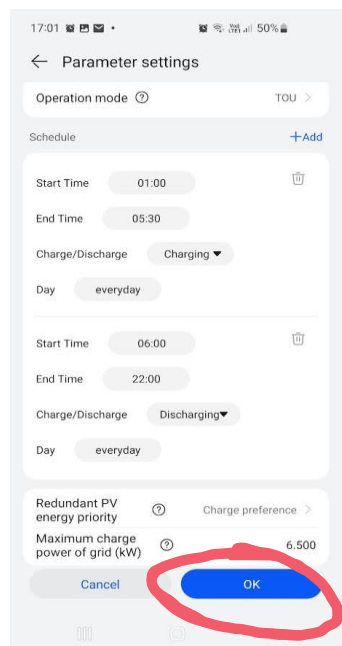 17:01 50%
Parameter settings
Operation mode TOU
Schedule +Add
Start Time 01:00
End Time 05:30
Charge/Discharge Charging
Day everyday
Start Time 06:00
End Time 22:00
Charge/Discharge Discharging
Day everyday
Redundant PV
energy priority Charge preference
Maximum charge
power of grid (kW) 6.500
Cancel OK